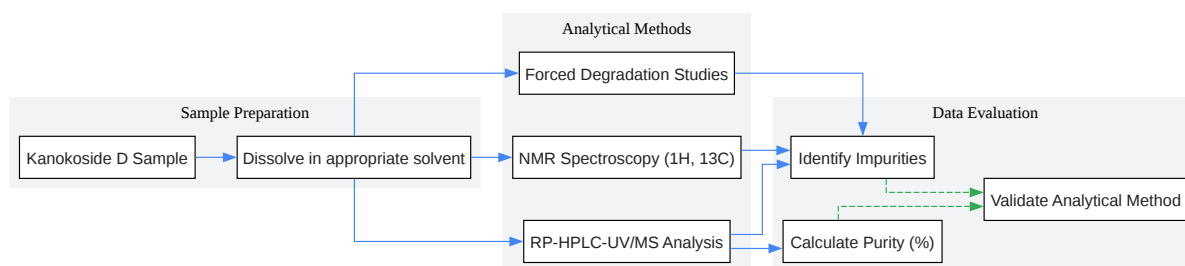 Analytical Methods
Forced Degradation Studies
Sample Preparation
Data Evaluation
Kanokoside D Sample
Dissolve in appropriate solvent
NMR Spectroscopy (1H, 13C)
Identify Impurities
Validate Analytical Method
RP-HPLC-UV/MS Analysis
Calculate Purity (%)